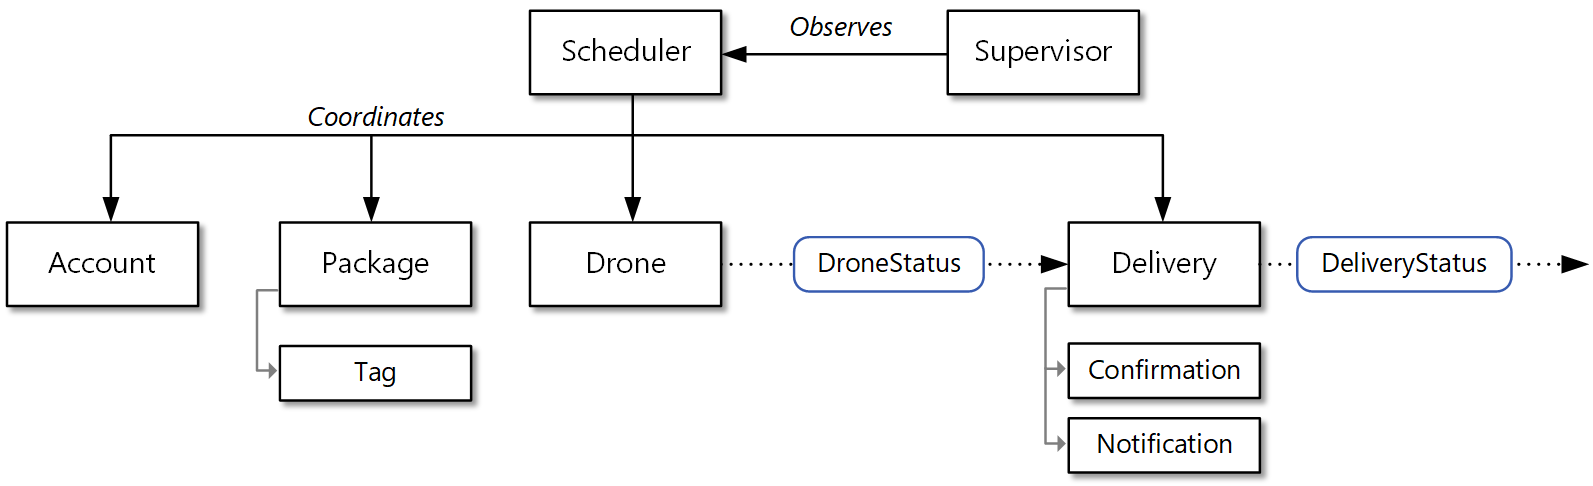 Observes
Scheduler
Supervisor
Coordinates
Account
Package
Drone
DroneStatus
Delivery
DeliveryStatus
Tag
Confirmation
Notification